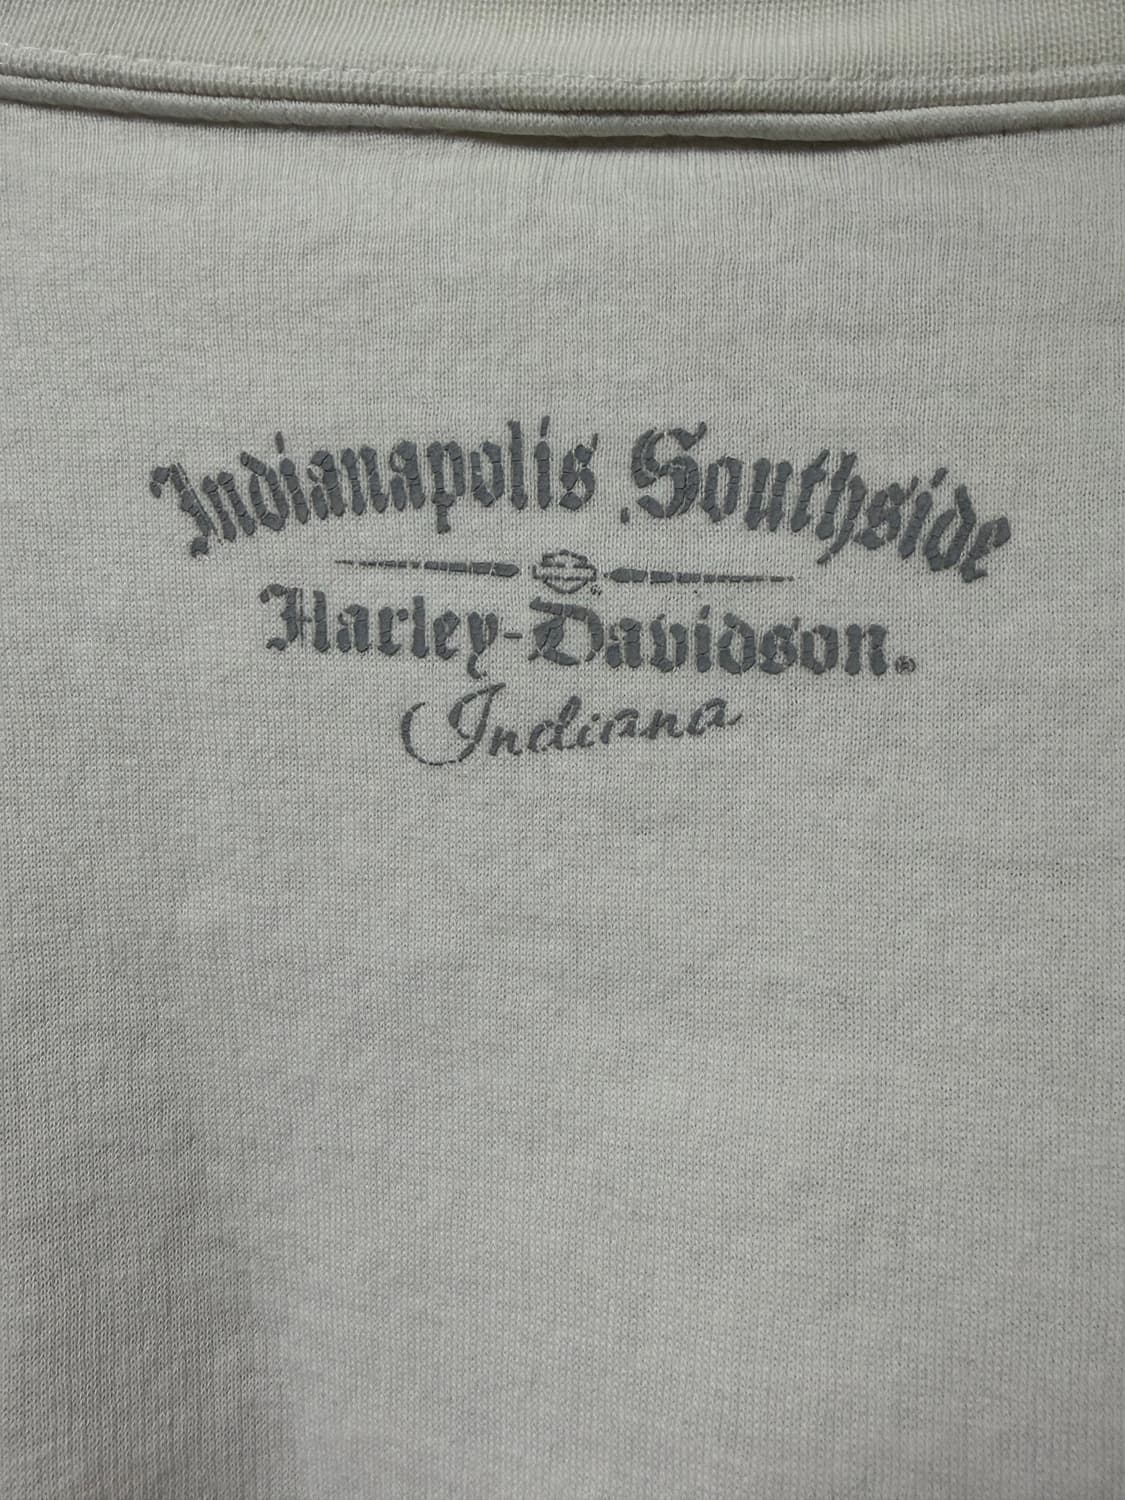 Indianapolis Southside
Harley-Davidson®
Indiana